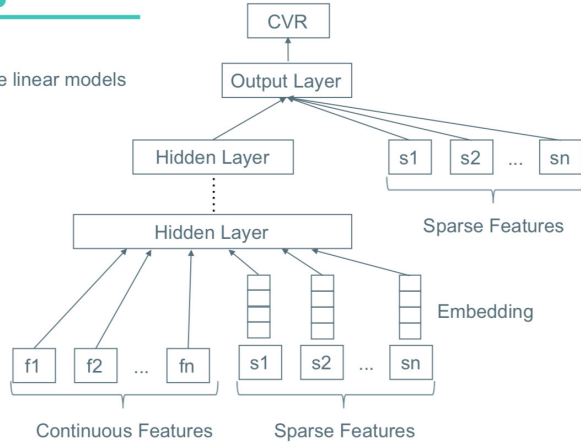 CVR
e linear models
Output Layer
Hidden Layer
s1 s2 ... sn
Sparse Features
Hidden Layer
Embedding
f1 f2 ... fn
s1 s2 ... sn
Continuous Features
Sparse Features